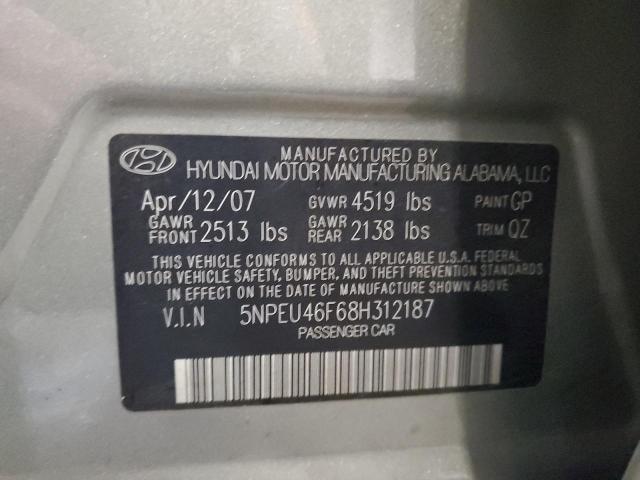 MANUFACTURED BY
HYUNDAI MOTOR MANUFACTURING ALABAMA, LLC
Apr/12/07 GVWR 4519 lbs PAINT GP
GAWR FRONT 2513 lbs GAWR REAR 2138 lbs TRIM QZ
THIS VEHICLE CONFORMS TO ALL APPLICABLE U.S.A. FEDERAL
MOTOR VEHICLE SAFETY, BUMPER, AND THEFT PREVENTION STANDARDS
IN EFFECT ON THE DATE OF MANUFACTURE SHOWN ABOVE
V.I.N 5NPEU46F68H312187
PASSENGER CAR